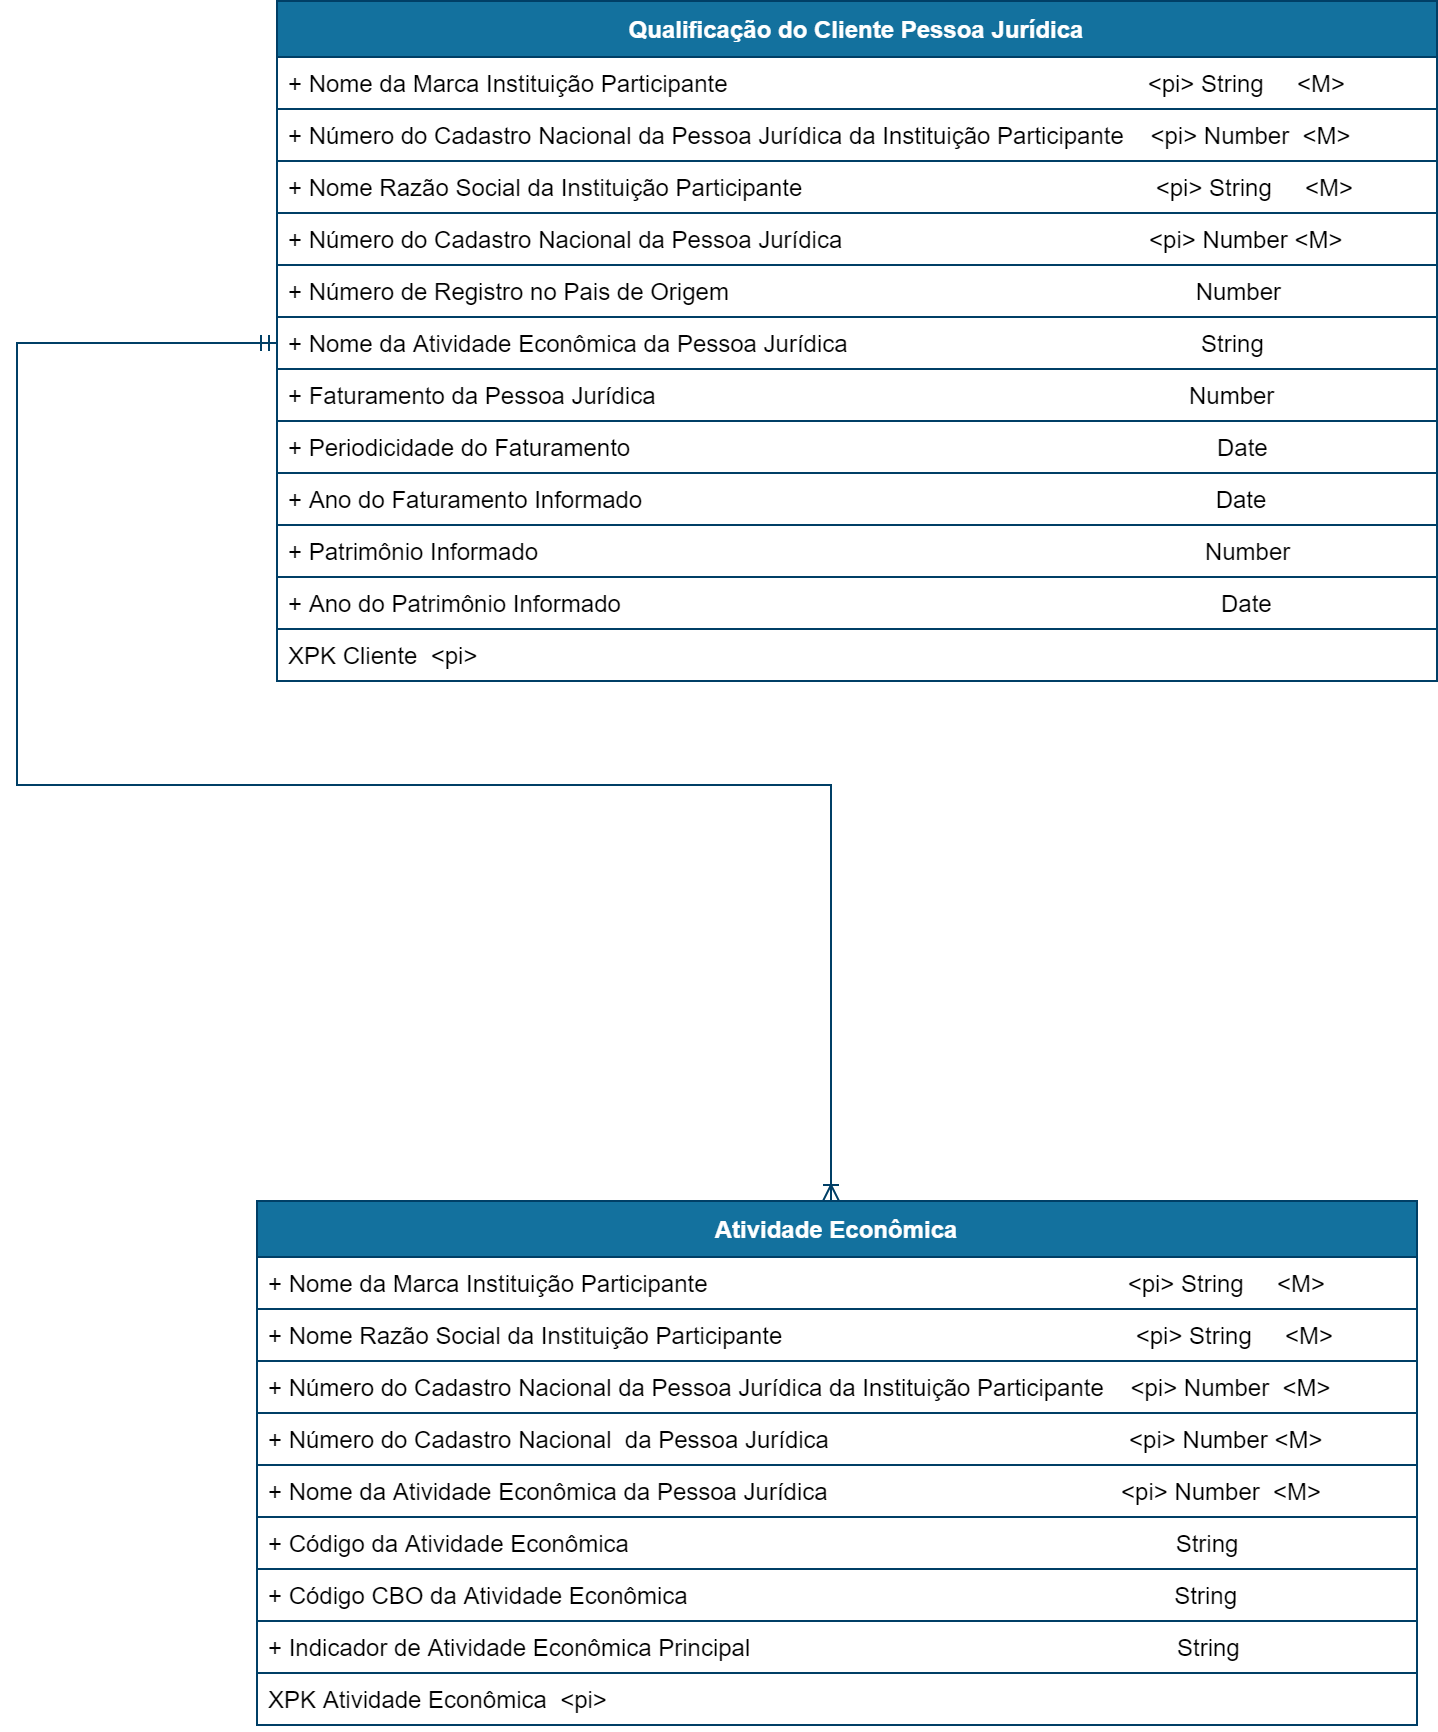 Qualificação do Cliente Pessoa Jurídica
+ Nome da Marca Instituição Participante <pi> String <M>
+ Número do Cadastro Nacional da Pessoa Jurídica da Instituição Participante <pi> Number <M>
+ Nome Razão Social da Instituição Participante <pi> String <M>
+ Número do Cadastro Nacional da Pessoa Jurídica <pi> Number <M>
+ Número de Registro no Pais de Origem Number
+ Nome da Atividade Econômica da Pessoa Jurídica String
+ Faturamento da Pessoa Jurídica Number
+ Periodicidade do Faturamento Date
+ Ano do Faturamento Informado Date
+ Patrimônio Informado Number
+ Ano do Patrimônio Informado Date
XPK Cliente <pi>
Atividade Econômica
+ Nome da Marca Instituição Participante <pi> String <M>
+ Nome Razão Social da Instituição Participante <pi> String <M>
+ Número do Cadastro Nacional da Pessoa Jurídica da Instituição Participante <pi> Number <M>
+ Número do Cadastro Nacional da Pessoa Jurídica <pi> Number <M>
+ Nome da Atividade Econômica da Pessoa Jurídica <pi> Number <M>
+ Código da Atividade Econômica String
+ Código CBO da Atividade Econômica String
+ Indicador de Atividade Econômica Principal String
XPK Atividade Econômica <pi>